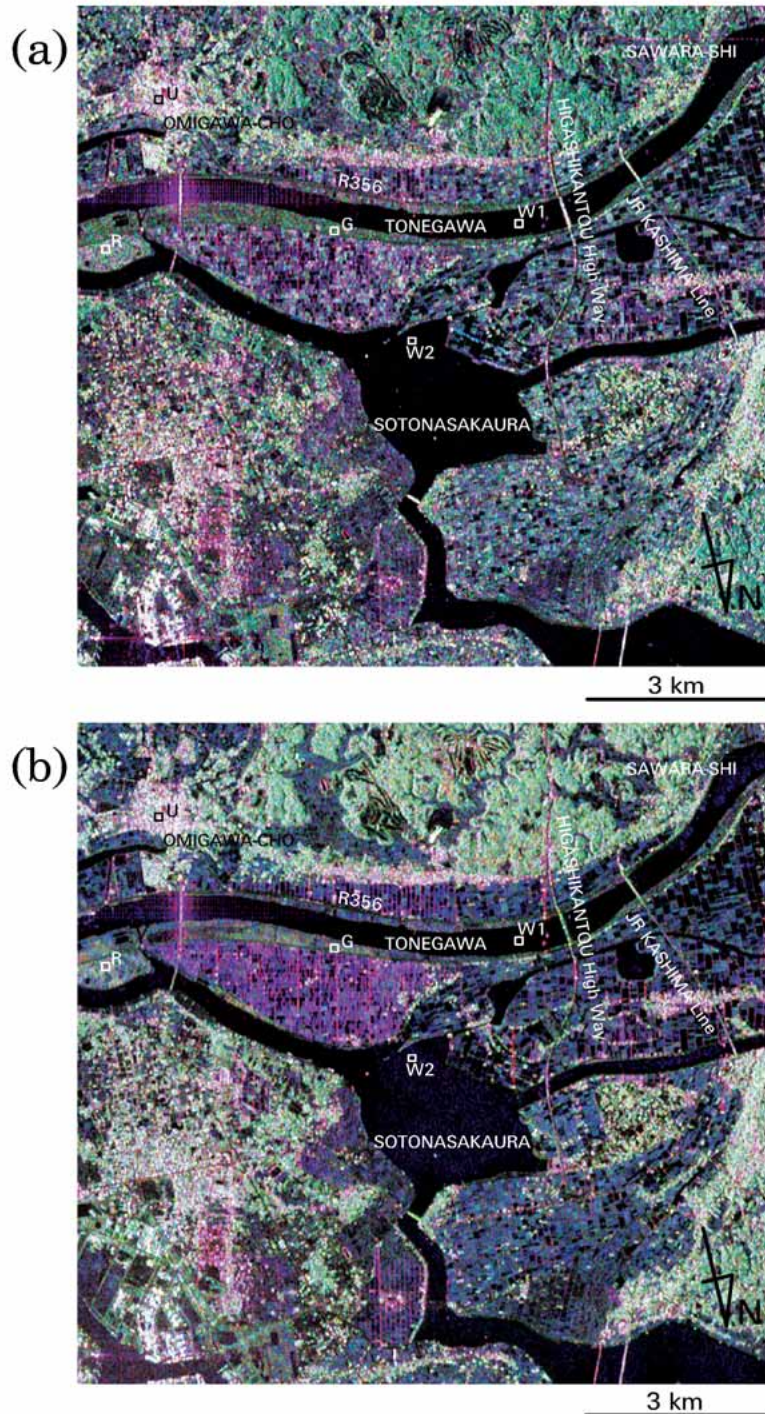 (a)
SAWARA-SHI
U
OMIGAWA-CHO
HIGASHIKANTOU High Way
R356
W1
TONEGAWA
G
R
JR KASHIMA Line
W2
SOTONASAKAURA
N
3 km
(b)
SAWARA-SHI
U
OMIGAWA-CHO
HIGASHIKANTOU High Way
R356
W1
TONEGAWA
G
R
JR KASHIMA Line
W2
SOTONASAKAURA
N
3 km